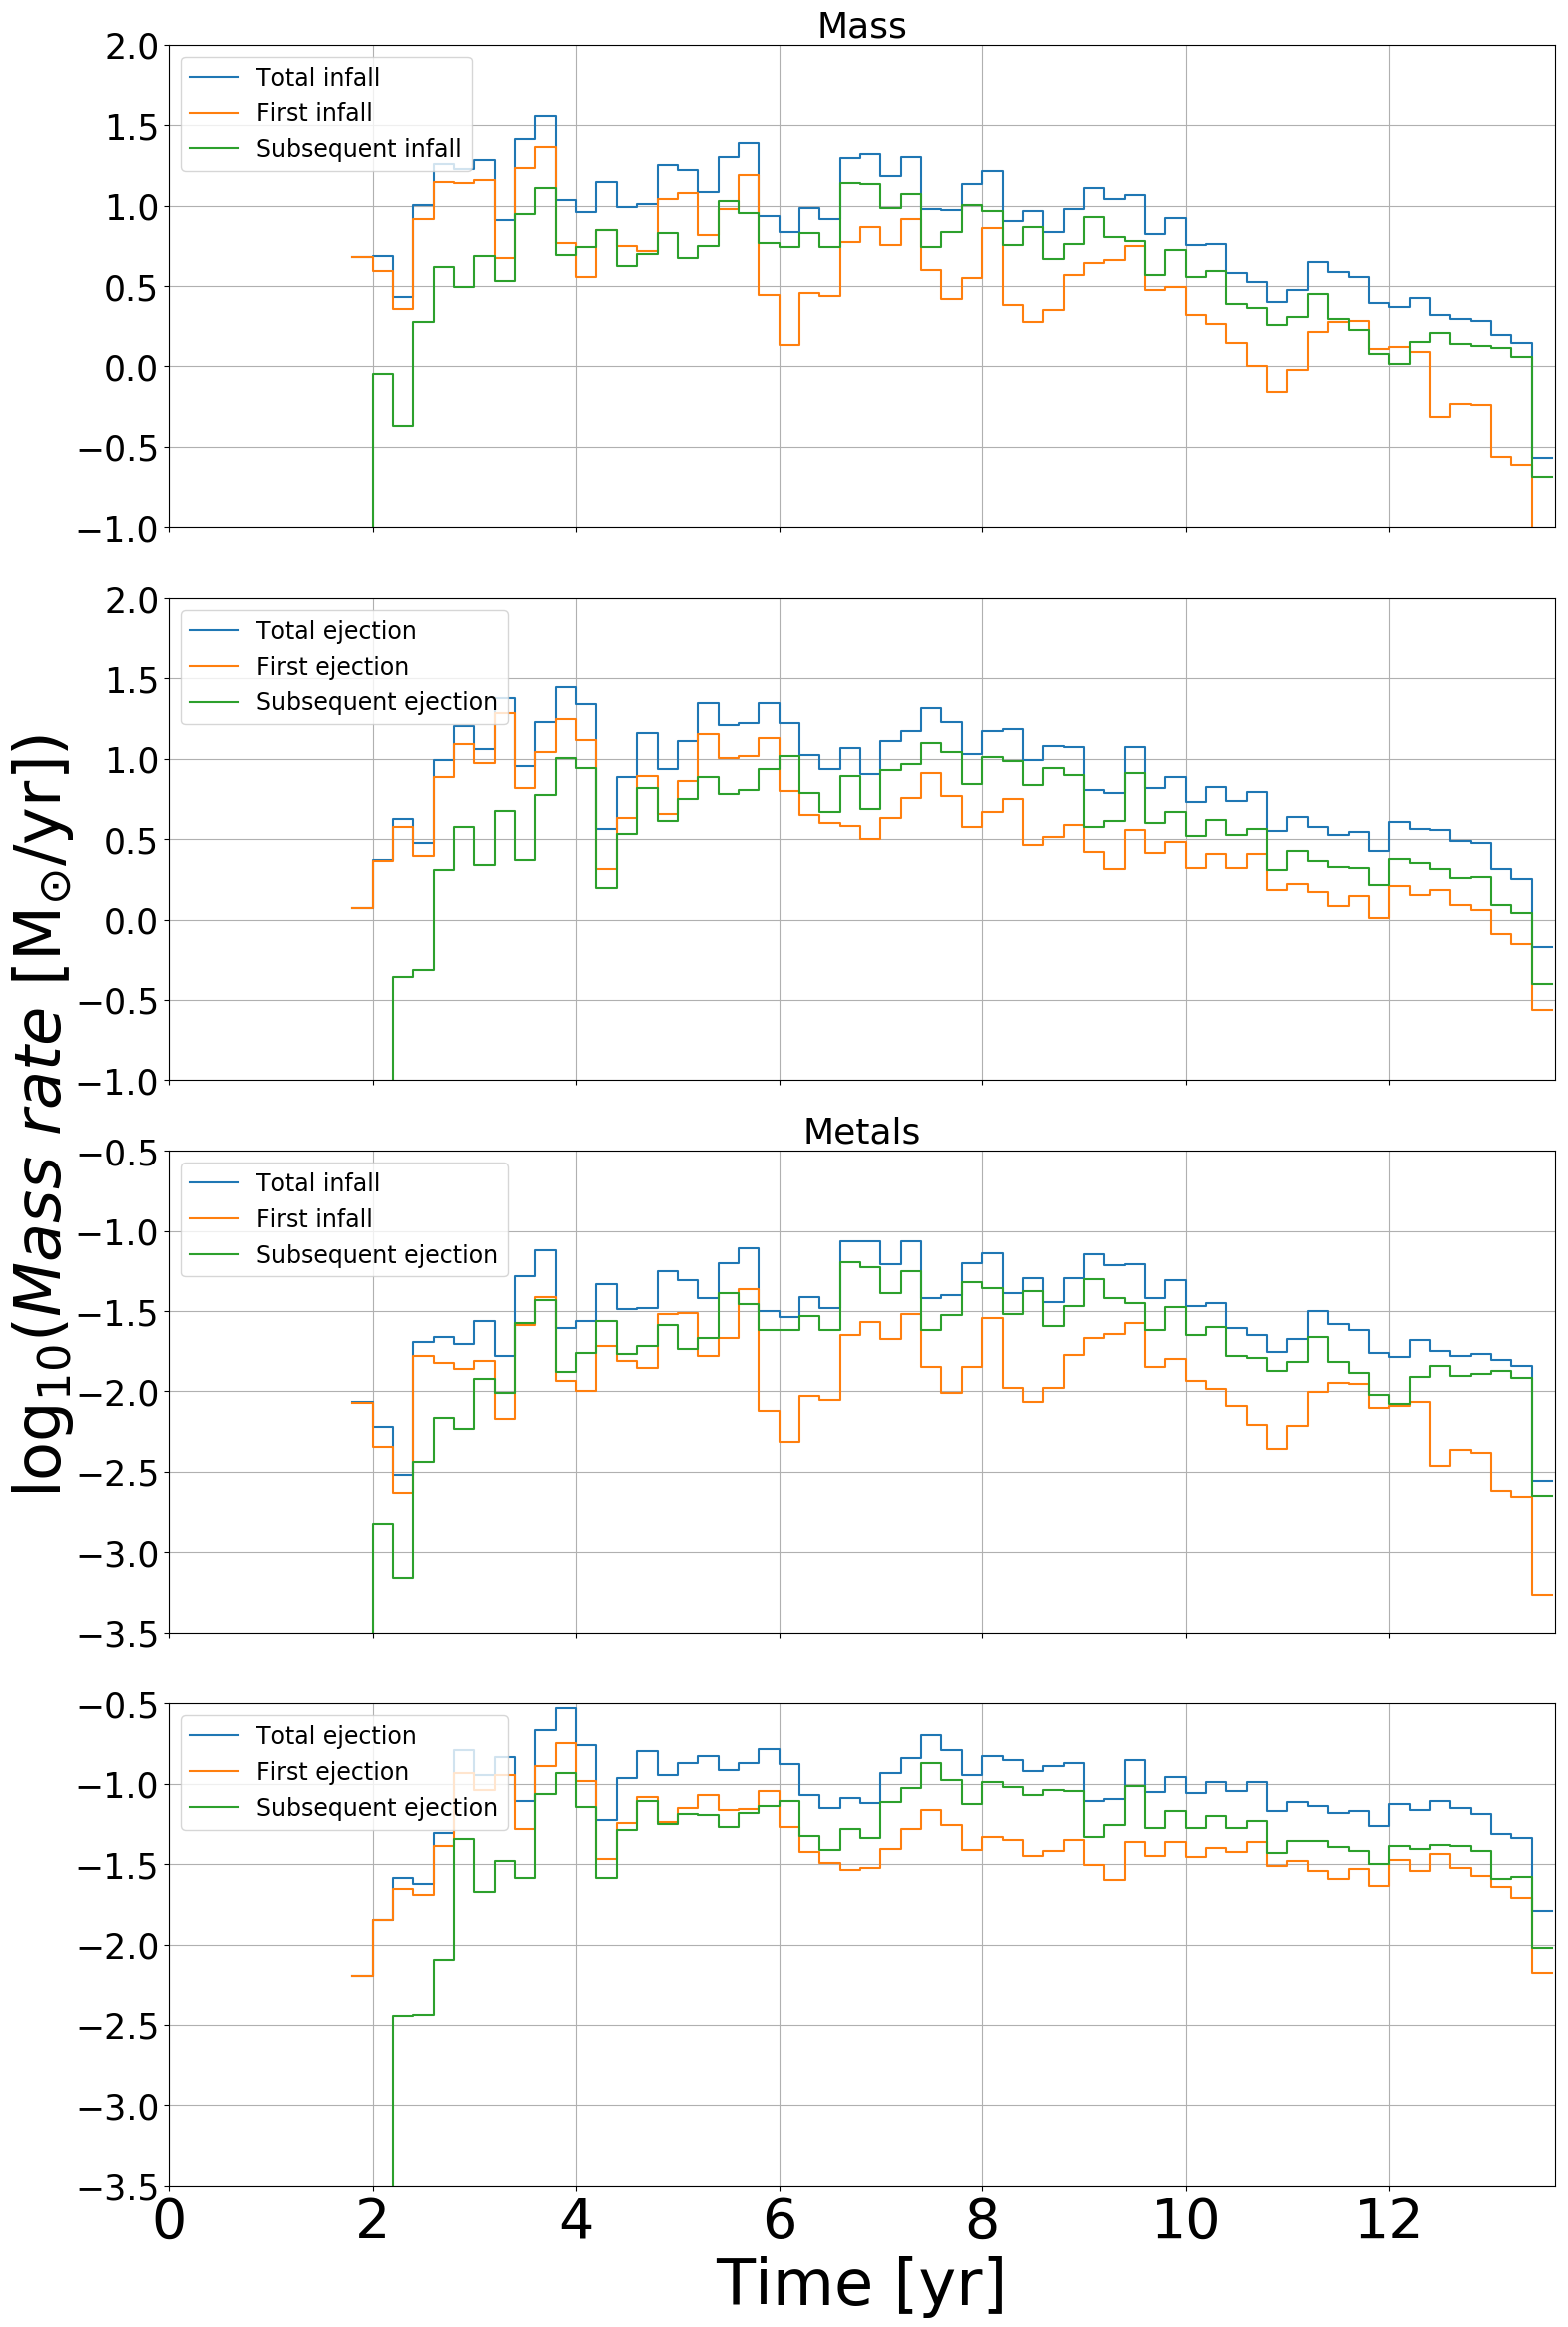 Mass
2.0
1.5
1.0
0.5
0.0
−0.5
−1.0
Total infall
First infall
Subsequent infall
2.0
1.5
1.0
0.5
0.0
−0.5
−1.0
Total ejection
First ejection
Subsequent ejection
log10(Mass rate [M⊙/yr])
Metals
−0.5
−1.0
−1.5
−2.0
−2.5
−3.0
−3.5
Total infall
First infall
Subsequent ejection
−0.5
−1.0
−1.5
−2.0
−2.5
−3.0
−3.5
Total ejection
First ejection
Subsequent ejection
0 2 4 6 8 10 12
Time [yr]